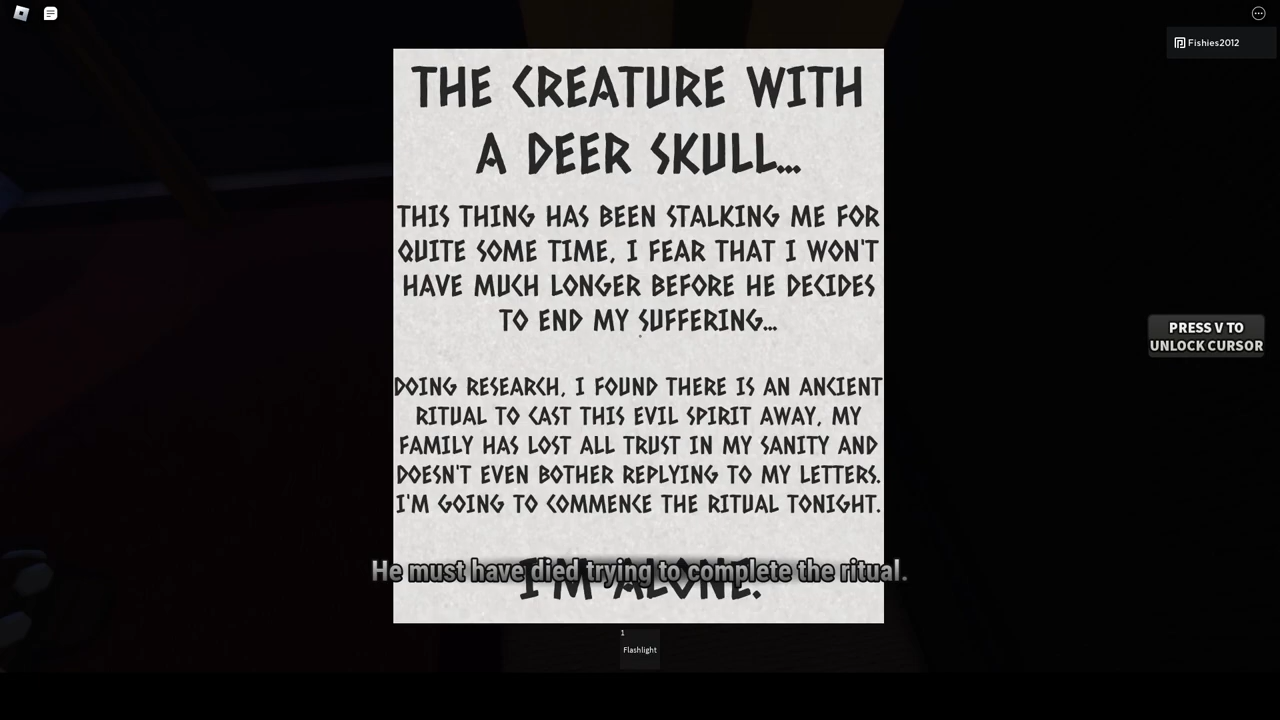 Fishies2012
THE CREATURE WITH
A DEER SKULL...
THIS THING HAS BEEN STALKING ME FOR
QUITE SOME TIME, I FEAR THAT I WON'T
HAVE MUCH LONGER BEFORE HE DECIDES
TO END MY SUFFERING...
PRESS V TO
UNLOCK CURSOR
DOING RESEARCH, I FOUND THERE IS AN ANCIENT
RITUAL TO CAST THIS EVIL SPIRIT AWAY, MY
FAMILY HAS LOST ALL TRUST IN MY SANITY AND
DOESN'T EVEN BOTHER REPLYING TO MY LETTERS.
I'M GOING TO COMMENCE THE RITUAL TONIGHT.
He must have died trying to complete the ritual.
I'M ALONE.
1
Flashlight